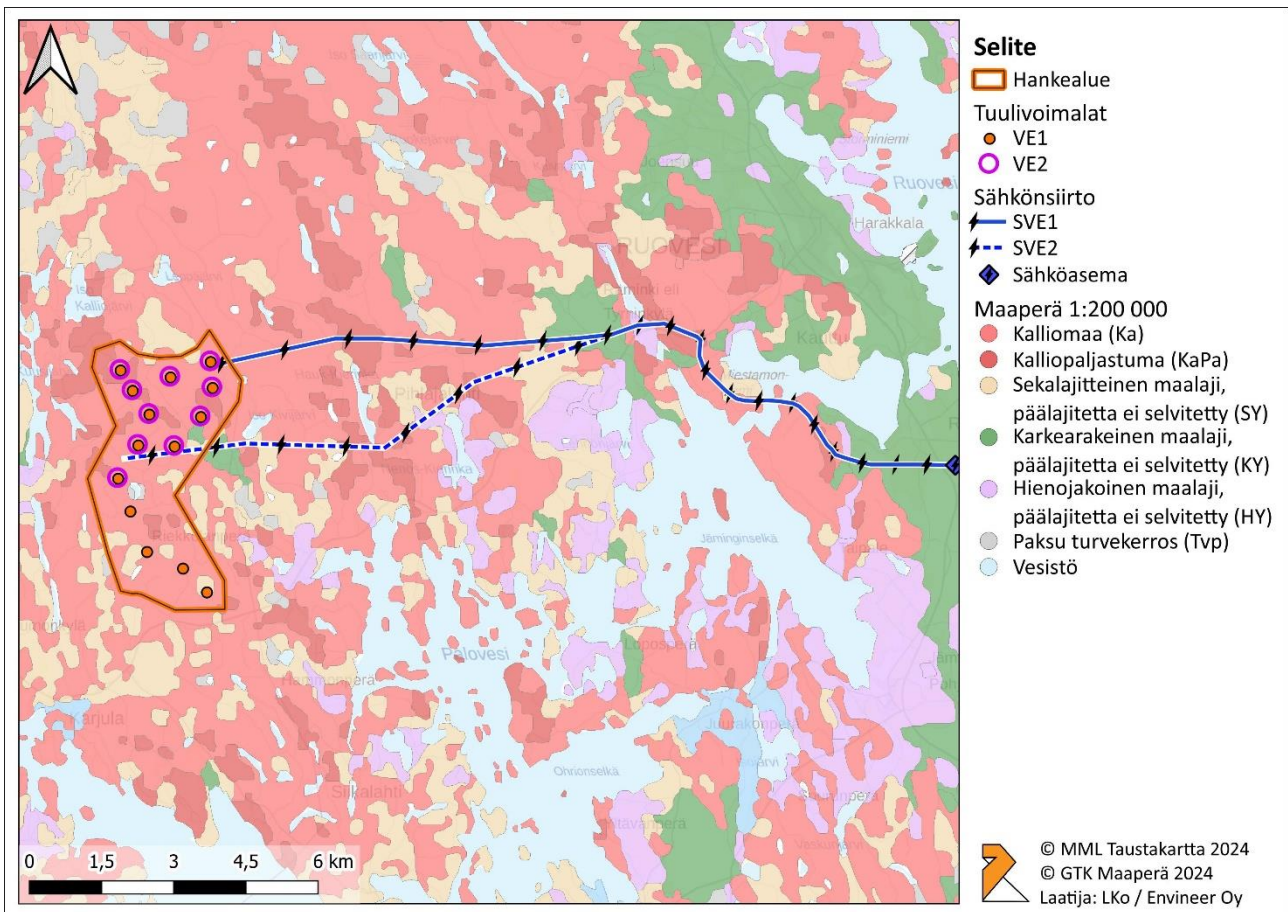 Selite
Hankealue
Tuulivoimalat
VE1
VE2
Sähkönsiirto
SVE1
SVE2
Sähköasema
Maaperä 1:200 000
Kalliomaa (Ka)
Kalliopaljastuma (KaPa)
Sekalajitteinen maalaji,
päälajitetta ei selvitetty (SY)
Karkearakeinen maalaji,
päälajitetta ei selvitetty (KY)
Hienojakoinen maalaji,
päälajitetta ei selvitetty (HY)
Paksu turvekerros (Tvp)
Vesistö
Ruovesi
Harakkala
RUOVESI
Iso
Kalliojärvi
Jäminginselkä
Palovesi
Karjula
Ohrionselkä
Siikalahti
0 1,5 3 4,5 6 km
© MML Taustakartta 2024
© GTK Maaperä 2024
Laatija: LKo / Envineer Oy